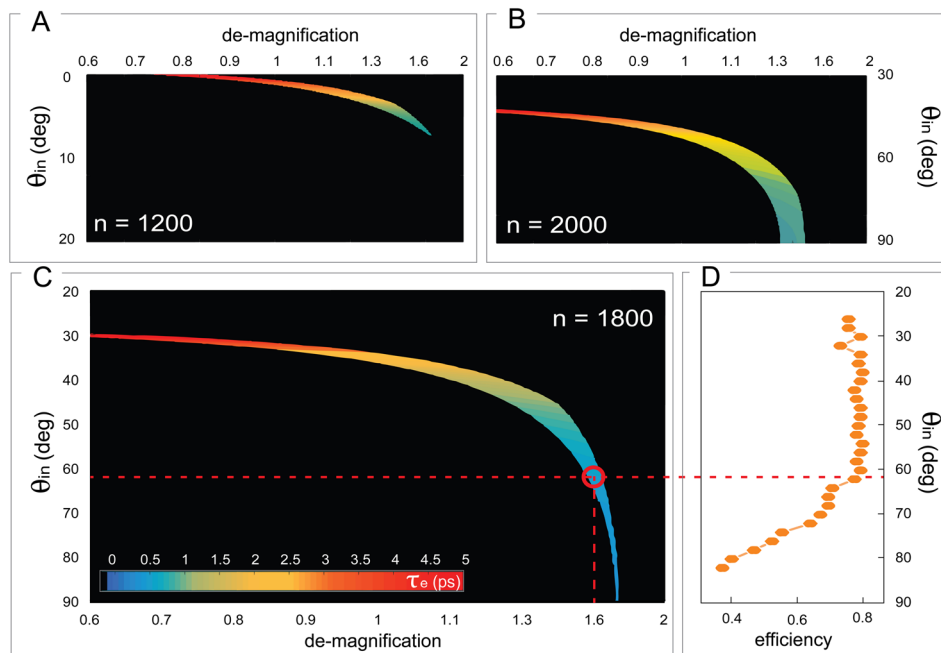 A
de-magnification
0.6 0.7 0.8 0.9 1 1.1 1.3 1.6 2
0
10
20
θin (deg)
n = 1200
B
de-magnification
0.6 0.7 0.8 0.9 1 1.1 1.3 1.6 2
30
60
90
θin (deg)
n = 2000
C
20
30
40
50
60
70
80
90
θin (deg)
n = 1800
0 0.5 1 1.5 2 2.5 3 3.5 4 4.5 5
τe (ps)
0.6 0.7 0.8 0.9 1 1.1 1.3 1.6 2
de-magnification
D
20
30
40
50
60
70
80
90
θin (deg)
0.4 0.6 0.8
efficiency